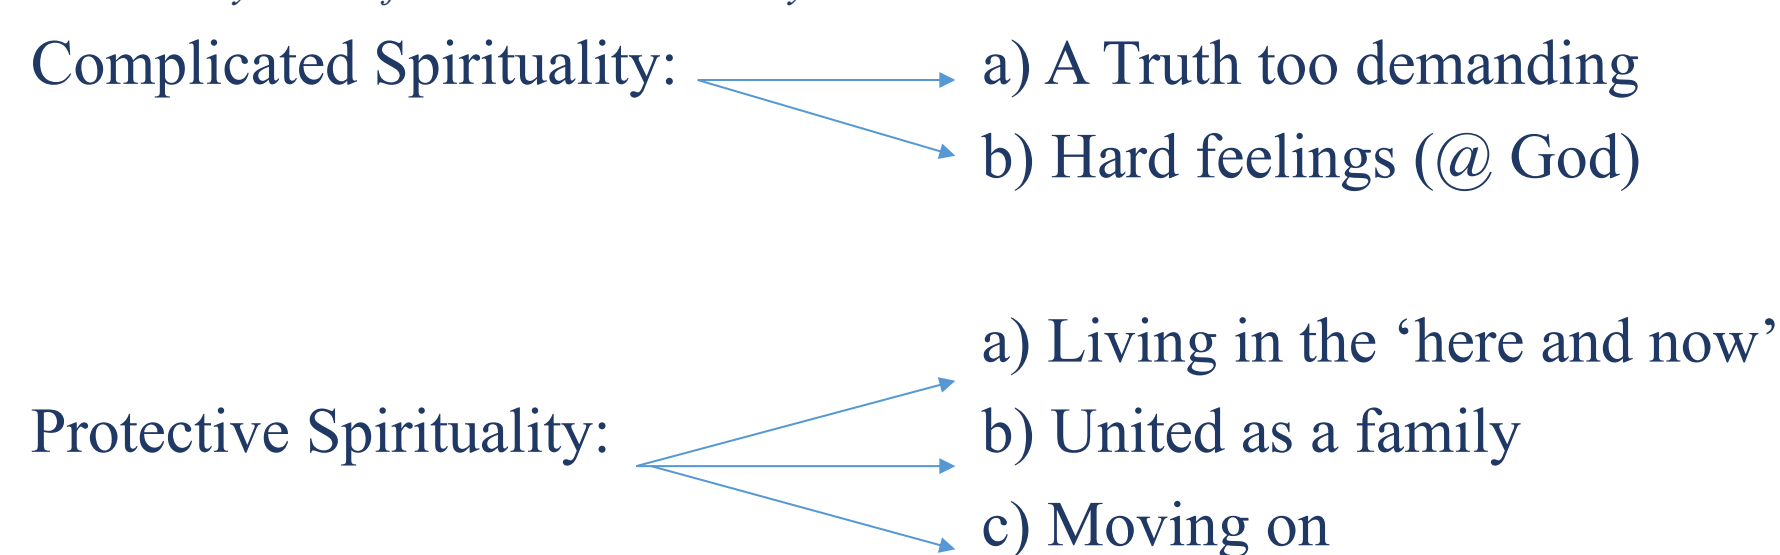 Complicated Spirituality: a) A Truth too demanding
b) Hard feelings (@ God)
a) Living in the ‘here and now’
Protective Spirituality: b) United as a family
c) Moving on